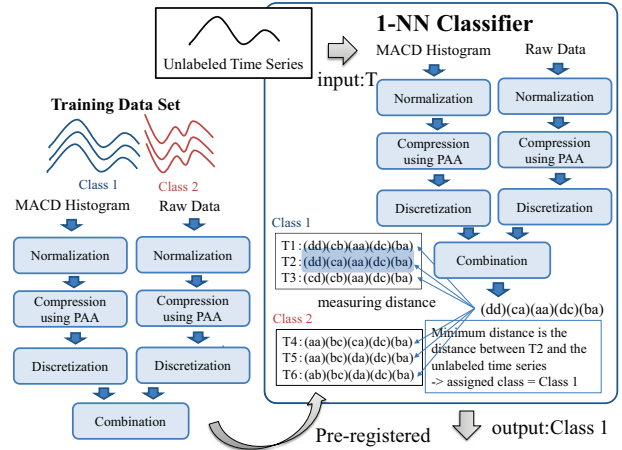 Unlabeled Time Series
input:T
1-NN Classifier
MACD Histogram
Raw Data
Normalization
Normalization
Compression
using PAA
Compression
using PAA
Discretization
Discretization
Combination
(dd)(ca)(aa)(dc)(ba)
Training Data Set
Class 1
Class 2
MACD Histogram
Raw Data
Normalization
Normalization
Compression
using PAA
Compression
using PAA
Discretization
Discretization
Combination
Pre-registered
Class 1
T1:(dd)(cb)(aa)(dc)(ba)
T2:(dd)(ca)(aa)(dc)(ba)
T3:(cd)(cb)(aa)(dc)(ba)
measuring distance
Class 2
T4:(aa)(bc)(ca)(dc)(ba)
T5:(aa)(bc)(da)(dc)(ba)
T6:(ab)(bc)(da)(dc)(ba)
Minimum distance is the
distance between T2 and the
unlabeled time series
-> assigned class = Class 1
output:Class 1